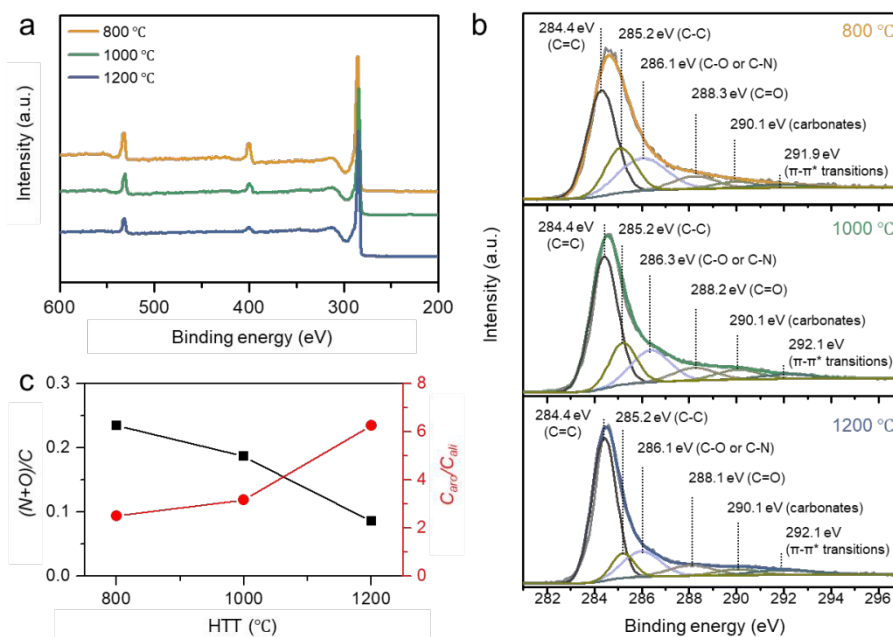 a
800 ℃
1000 ℃
1200 ℃
Intensity (a.u.)
600
500
400
300
200
Binding energy (eV)
b
800 ℃
284.4 eV
(C=C)
285.2 eV (C-C)
286.1 eV (C-O or C-N)
288.3 eV (C=O)
290.1 eV (carbonates)
291.9 eV
(π-π* transitions)
1000 ℃
284.4 eV
(C=C)
285.2 eV (C-C)
286.3 eV (C-O or C-N)
288.2 eV (C=O)
290.1 eV (carbonates)
292.1 eV
(π-π* transitions)
1200 ℃
284.4 eV
(C=C)
285.2 eV (C-C)
286.1 eV (C-O or C-N)
288.1 eV (C=O)
290.1 eV (carbonates)
292.1 eV
(π-π* transitions)
Intensity (a.u.)
282 284 286 288 290 292 294 296
Binding energy (eV)
c
0.3
0.2
0.1
0.0
(N+O)/C
8
6
4
2
0
Caro/Cali
800
1000
1200
HTT (℃)